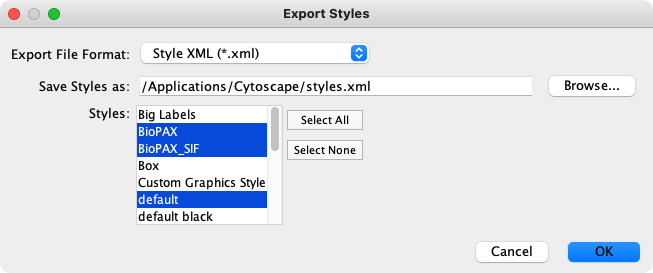 Export Styles
Export File Format: Style XML (*.xml)
Save Styles as: /Applications/Cytoscape/styles.xml Browse...
Styles: Big Labels Select All
BioPAX
BioPAX_SIF Select None
Box
Custom Graphics Style
default
default black
Cancel OK